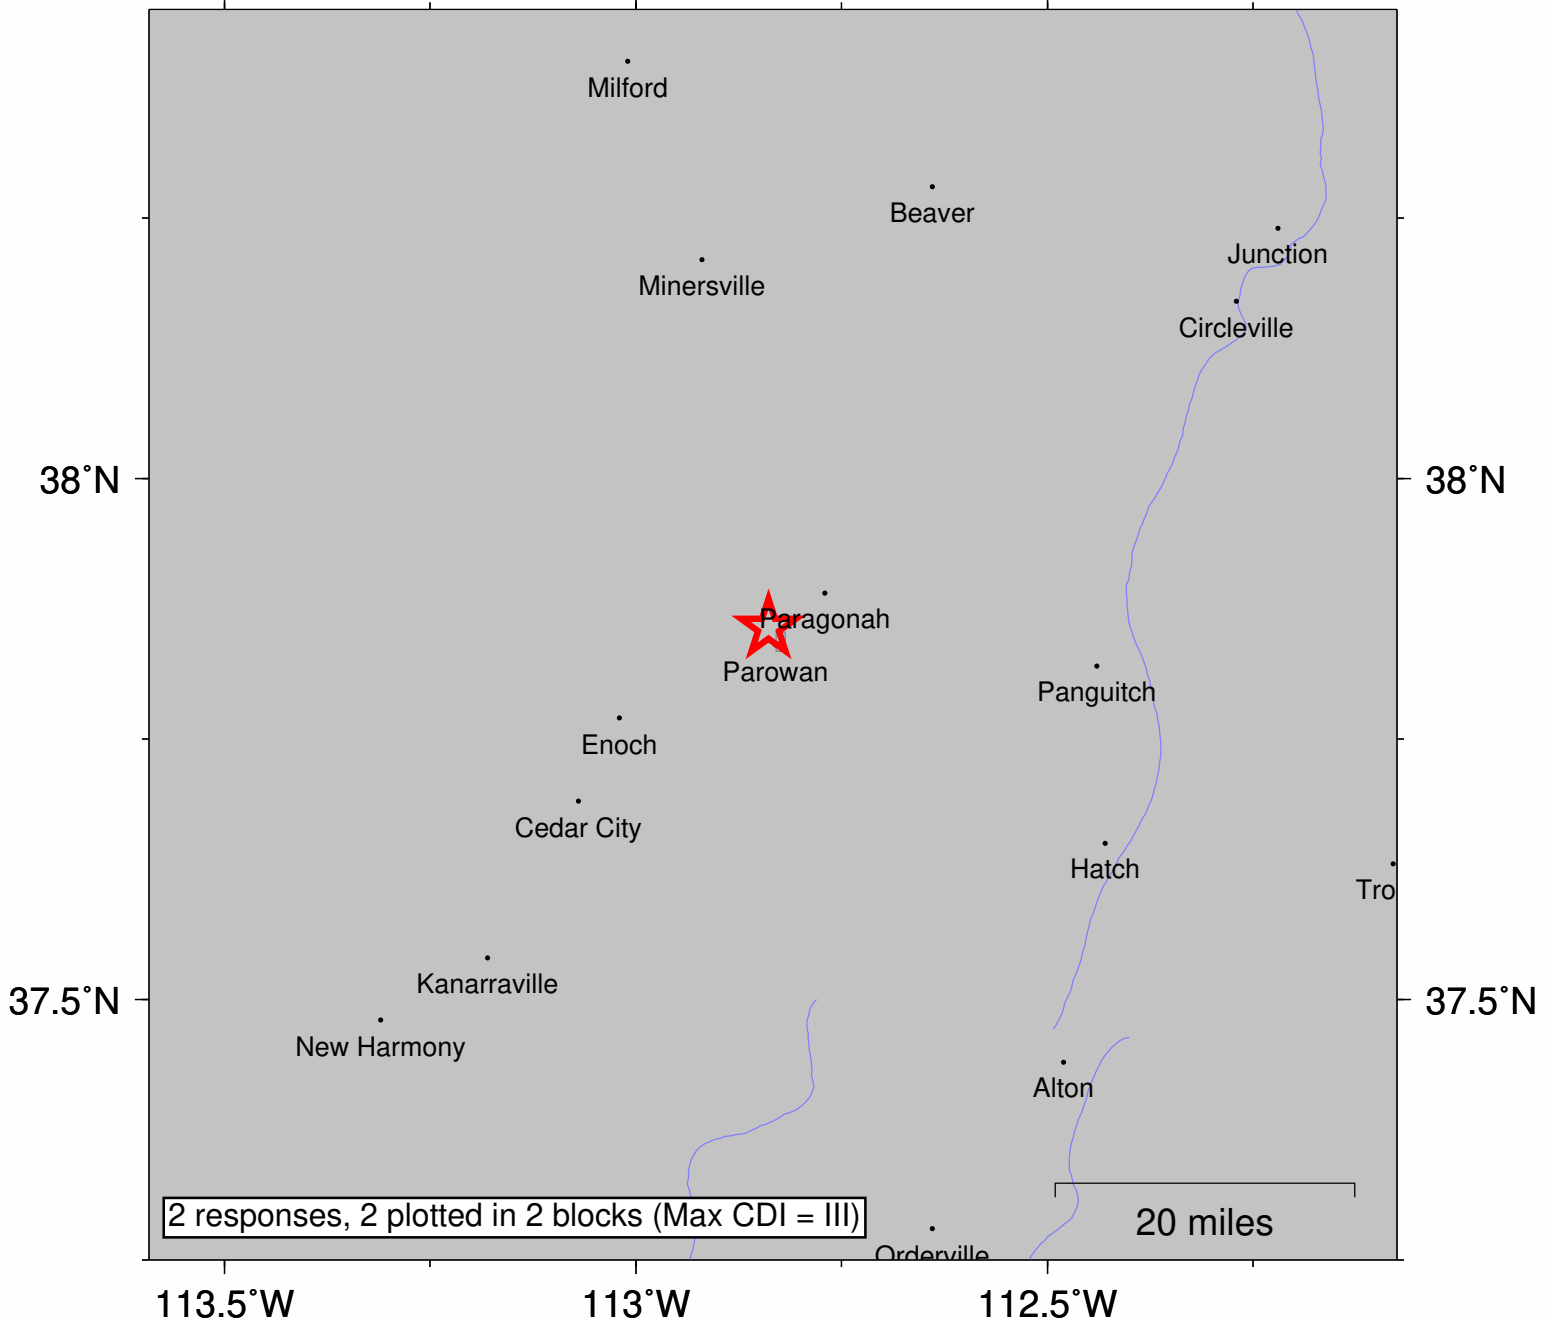 Milford
Beaver
Junction
Minersville
Circleville
38˚N
38˚N
Paragonah
Parowan
Panguitch
Enoch
Cedar City
Hatch
Tro
Kanarraville
37.5˚N
37.5˚N
New Harmony
Alton
2 responses, 2 plotted in 2 blocks (Max CDI = III)
20 miles
Orderville
113.5˚W
113˚W
112.5˚W